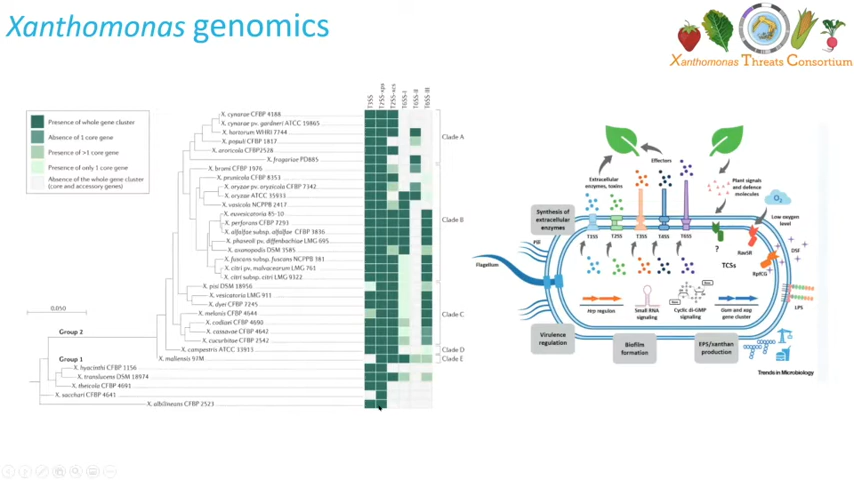 Xanthomonas genomics
Xanthomonas Threats Consortium
T3SS
T2SS-xps
T2SS-xcs
T6SS-I
T6SS-II
T6SS-III
Presence of whole gene cluster
Absence of 1 core gene
Presence of >1 core gene
Presence of only 1 core gene
Absence of the whole gene cluster
(core and accessory genes)
0.050
Group 2
Group 1
X. cynarae CFBP 4188
X. cynarae pv. gardneri ATCC 19865
X. hortorum WHRI 7744
X. populi CFBP 1817
X. arboricola CFBP2528
X. fragariae PD885
X. bromi CFBP 1976
X. prunicola CFBP 8353
X. oryzae pv. oryzicola CFBP 7342
X. oryzae ATCC 35933
X. vasicola NCPPB 2417
X. euvesicatoria 85-10
X. perforans CFBP 7293
X. alfalfae subsp. alfalfae CFBP 3836
X. phaseoli pv. dieffenbachiae LMG 695
X. axonopodis DSM 3585
X. fuscans subsp. fuscans NCPPB 381
X. citri pv. malvacearum LMG 761
X. citri subsp. citri LMG 9322
X. pisi DSM 18956
X. vesicatoria LMG 911
X. dyei CFBP 7245
X. melonis CFBP 4644
X. codiaei CFBP 4690
X. cassavae CFBP 4642
X. cucurbitae CFBP 2542
X. campestris ATCC 33913
X. maliensis 97M
X. hyacinthi CFBP 1156
X. translucens DSM 18974
X. theicola CFBP 4691
X. sacchari CFBP 4641
X. albilineans CFBP 2523
Clade A
Clade B
Clade C
Clade D
Clade E
Effectors
Extracellular
enzymes, toxins
Plant signals
and defence
molecules
O2
Low oxygen
level
Synthesis of
extracellular
enzymes
T1SS
T2SS
T3SS
T4SS
T6SS
?
RavSR
DSF
TCSs
RpfCG
Pili
Flagellum
LPS
Hrp regulon
Small RNA
signaling
Cyclic di-GMP
signaling
Gum and xag
gene cluster
Virulence
regulation
Biofilm
formation
EPS/xanthan
production
Trends in Microbiology